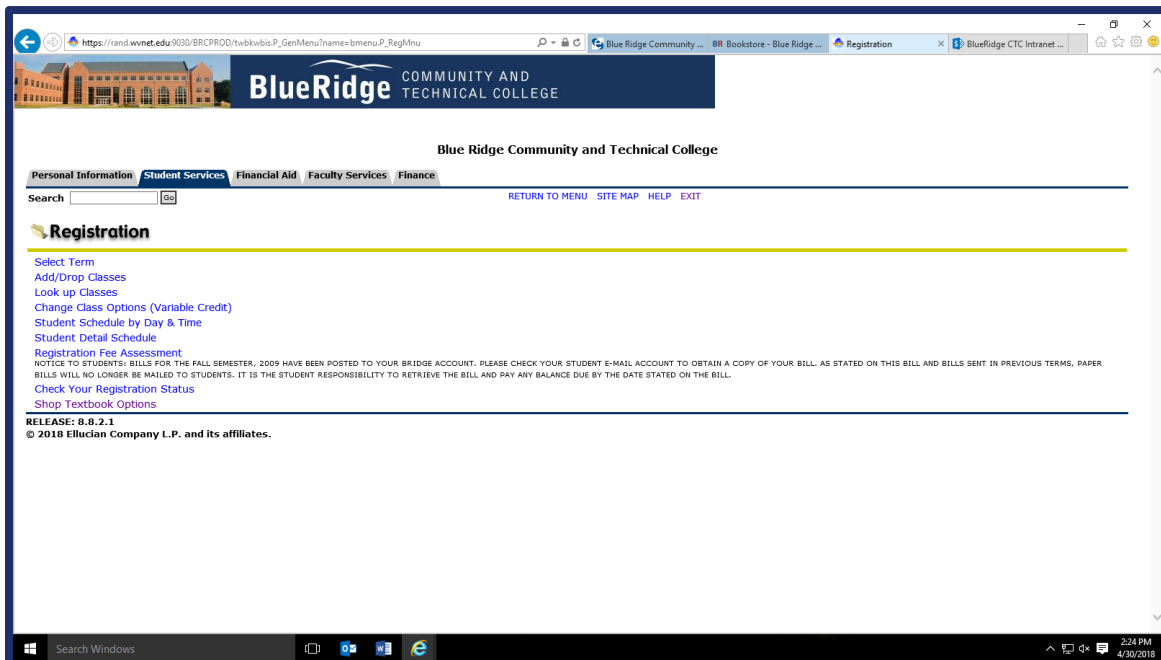 https://rand.wvnet.edu:9030/BRCPROD/twbkwbis.P_GenMenu?name=bmenu.P_RegMnu
Blue Ridge Community ...
BR Bookstore - Blue Ridge ...
Registration
BlueRidge CTC Intranet ...
BlueRidge COMMUNITY AND
TECHNICAL COLLEGE
Blue Ridge Community and Technical College
Personal Information Student Services Financial Aid Faculty Services Finance
Search Go RETURN TO MENU SITE MAP HELP EXIT
Registration
Select Term
Add/Drop Classes
Look up Classes
Change Class Options (Variable Credit)
Student Schedule by Day & Time
Student Detail Schedule
Registration Fee Assessment
NOTICE TO STUDENTS: BILLS FOR THE FALL SEMESTER, 2009 HAVE BEEN POSTED TO YOUR BRIDGE ACCOUNT. PLEASE CHECK YOUR STUDENT E-MAIL ACCOUNT TO OBTAIN A COPY OF YOUR BILL. AS STATED ON THIS BILL AND BILLS SENT IN PREVIOUS TERMS, PAPER
BILLS WILL NO LONGER BE MAILED TO STUDENTS. IT IS THE STUDENT RESPONSIBILITY TO RETRIEVE THE BILL AND PAY ANY BALANCE DUE BY THE DATE STATED ON THE BILL.
Check Your Registration Status
Shop Textbook Options
RELEASE: 8.8.2.1
© 2018 Ellucian Company L.P. and its affiliates.
Search Windows
2:24 PM
4/30/2018